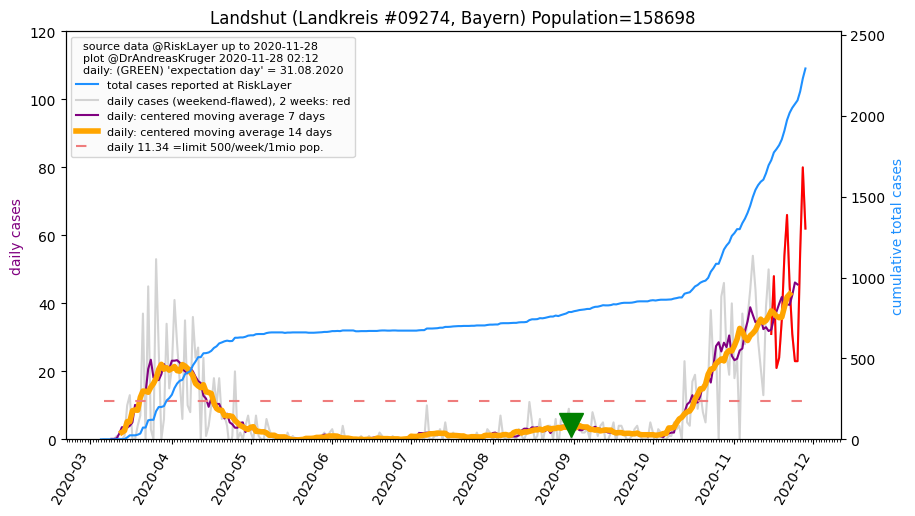 Landshut (Landkreis #09274, Bayern) Population=158698
source data @RiskLayer up to 2020-11-28
plot @DrAndreasKruger 2020-11-28 02:12
daily: (GREEN) 'expectation day' = 31.08.2020
total cases reported at RiskLayer
daily cases (weekend-flawed), 2 weeks: red
daily: centered moving average 7 days
daily: centered moving average 14 days
daily 11.34 =limit 500/week/1mio pop.
daily cases
120
100
80
60
40
20
0
cumulative total cases
2500
2000
1500
1000
500
0
2020-03
2020-04
2020-05
2020-06
2020-07
2020-08
2020-09
2020-10
2020-11
2020-12